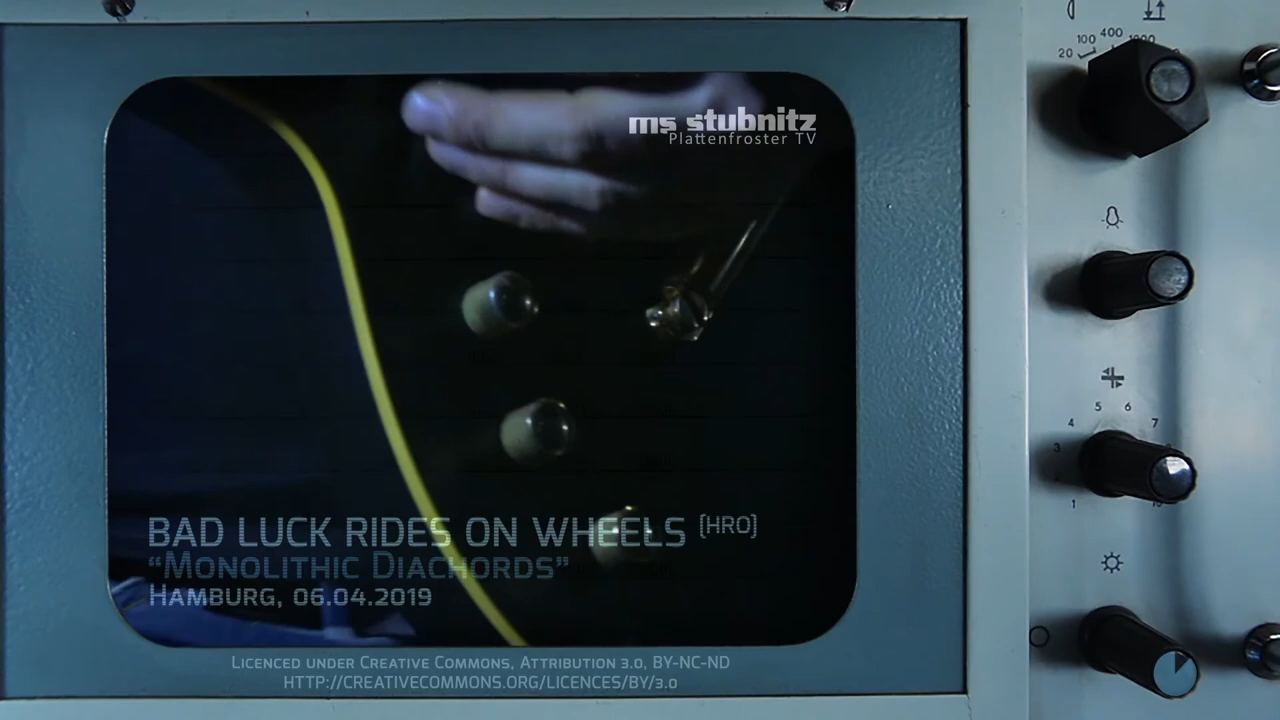 20 100 400 1000
ms stubnitz
Plattenfroster TV
1 3 4 5 6 7 10
BAD LUCK RIDES ON WHEELS [HRO]
“MONOLITHIC DIACHORDS”
HAMBURG, 06.04.2019
LICENCED UNDER CREATIVE COMMONS, ATTRIBUTION 3.0, BY-NC-ND
HTTP://CREATIVECOMMONS.ORG/LICENCES/BY/3.0